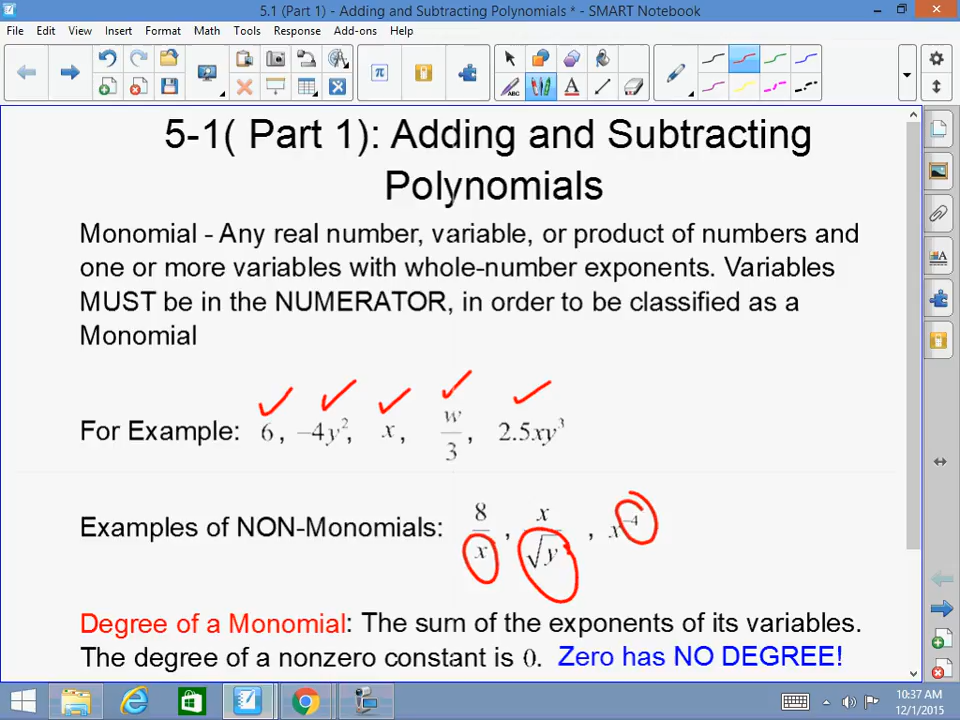 5.1 (Part 1) - Adding and Subtracting Polynomials * - SMART Notebook
File Edit View Insert Format Math Tools Response Add-ons Help
5-1( Part 1): Adding and Subtracting
Polynomials
Monomial - Any real number, variable, or product of numbers and
one or more variables with whole-number exponents. Variables
MUST be in the NUMERATOR, in order to be classified as a
Monomial
For Example: 6, -4y², x, w/3, 2.5xy³
Examples of NON-Monomials: 8/x, x/√y, x⁻⁴
Degree of a Monomial: The sum of the exponents of its variables.
The degree of a nonzero constant is 0. Zero has NO DEGREE!
10:37 AM
12/1/2015